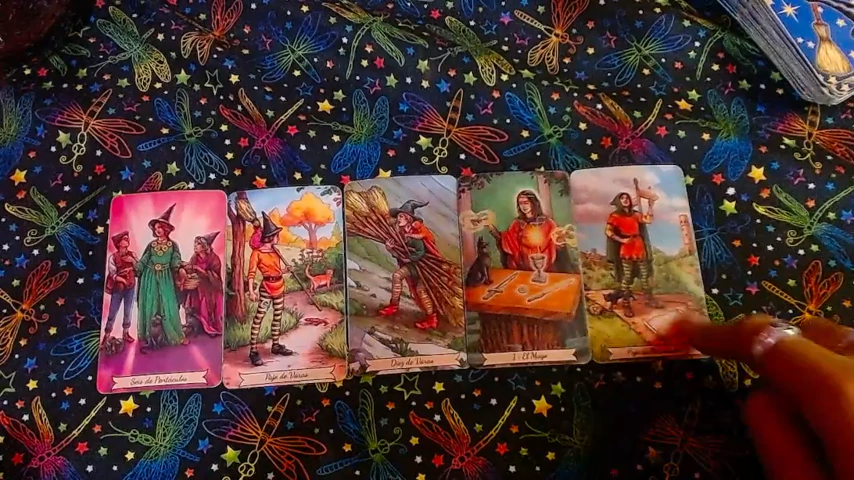 Seis de Pentáculos
Paje de Varas
Diez de Varas
I El Mago